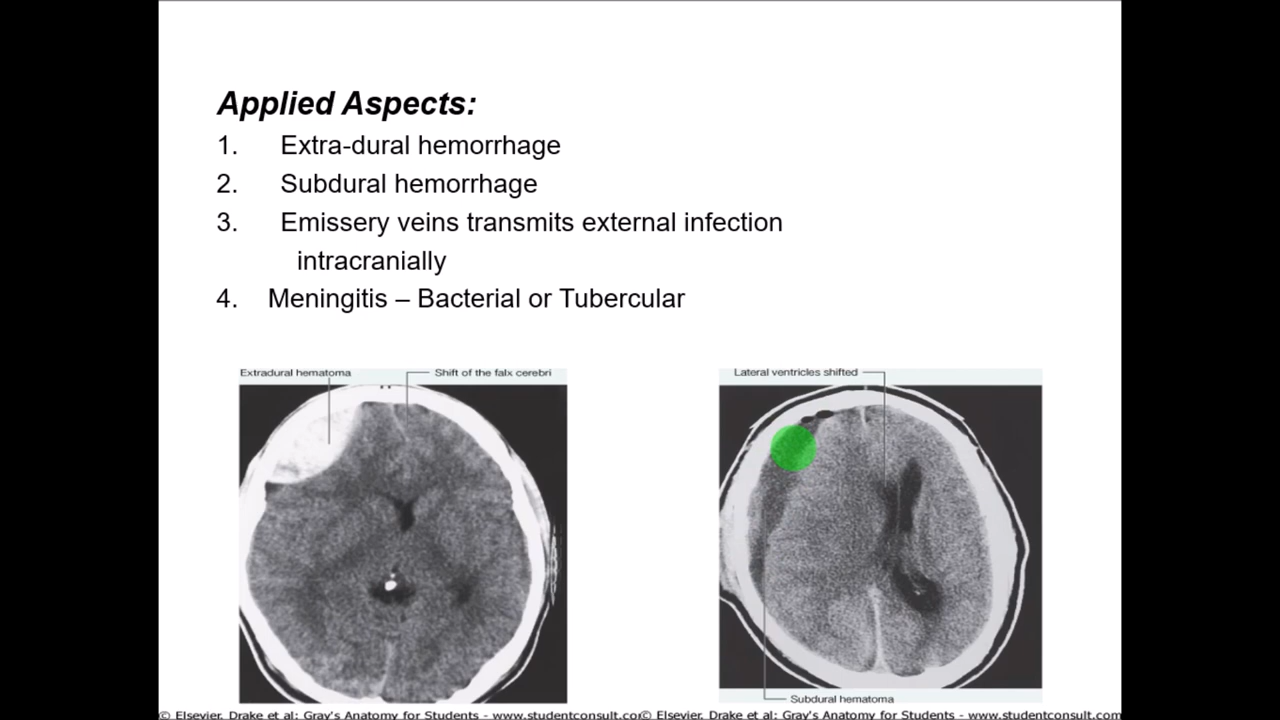 Applied Aspects:
1. Extra-dural hemorrhage
2. Subdural hemorrhage
3. Emissery veins transmits external infection
intracranially
4. Meningitis – Bacterial or Tubercular
Extradural hematoma
Shift of the falx cerebri
Lateral ventricles shifted
Subdural hematoma
© Elsevier. Drake et al: Gray's Anatomy for Students - www.studentconsult.co
© Elsevier. Drake et al: Gray's Anatomy for Students - www.studentconsult.com